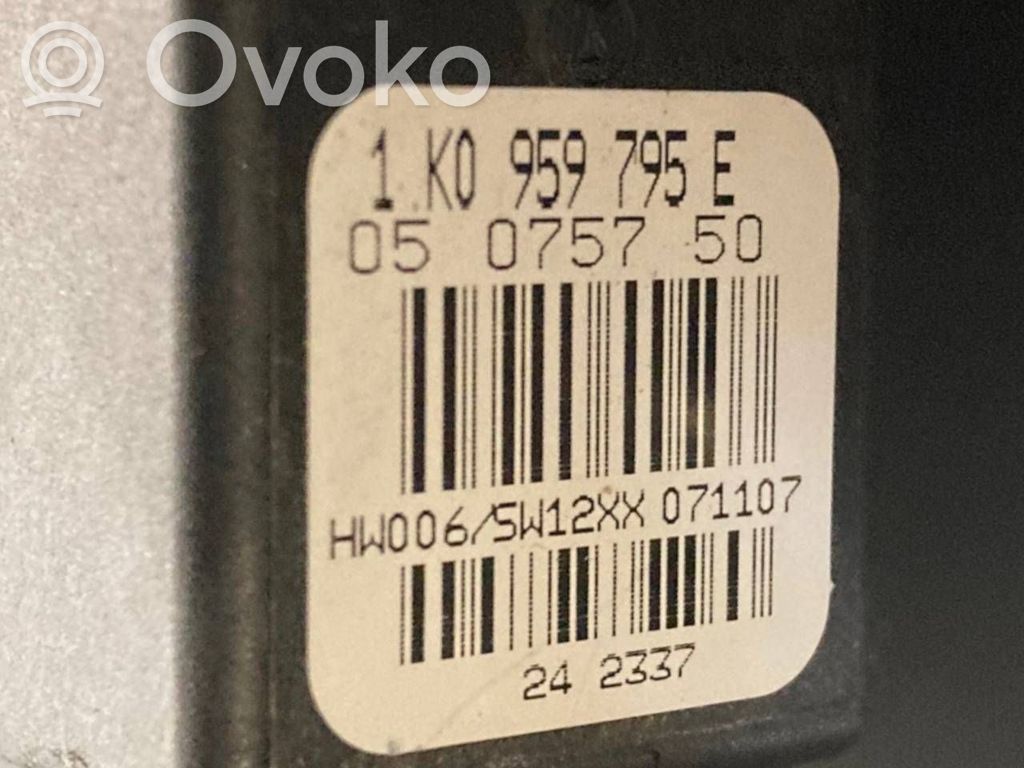 Ovoko
1 K0 959 795 E
05 0757 50
HW006/SW12XX 071107
24 2337